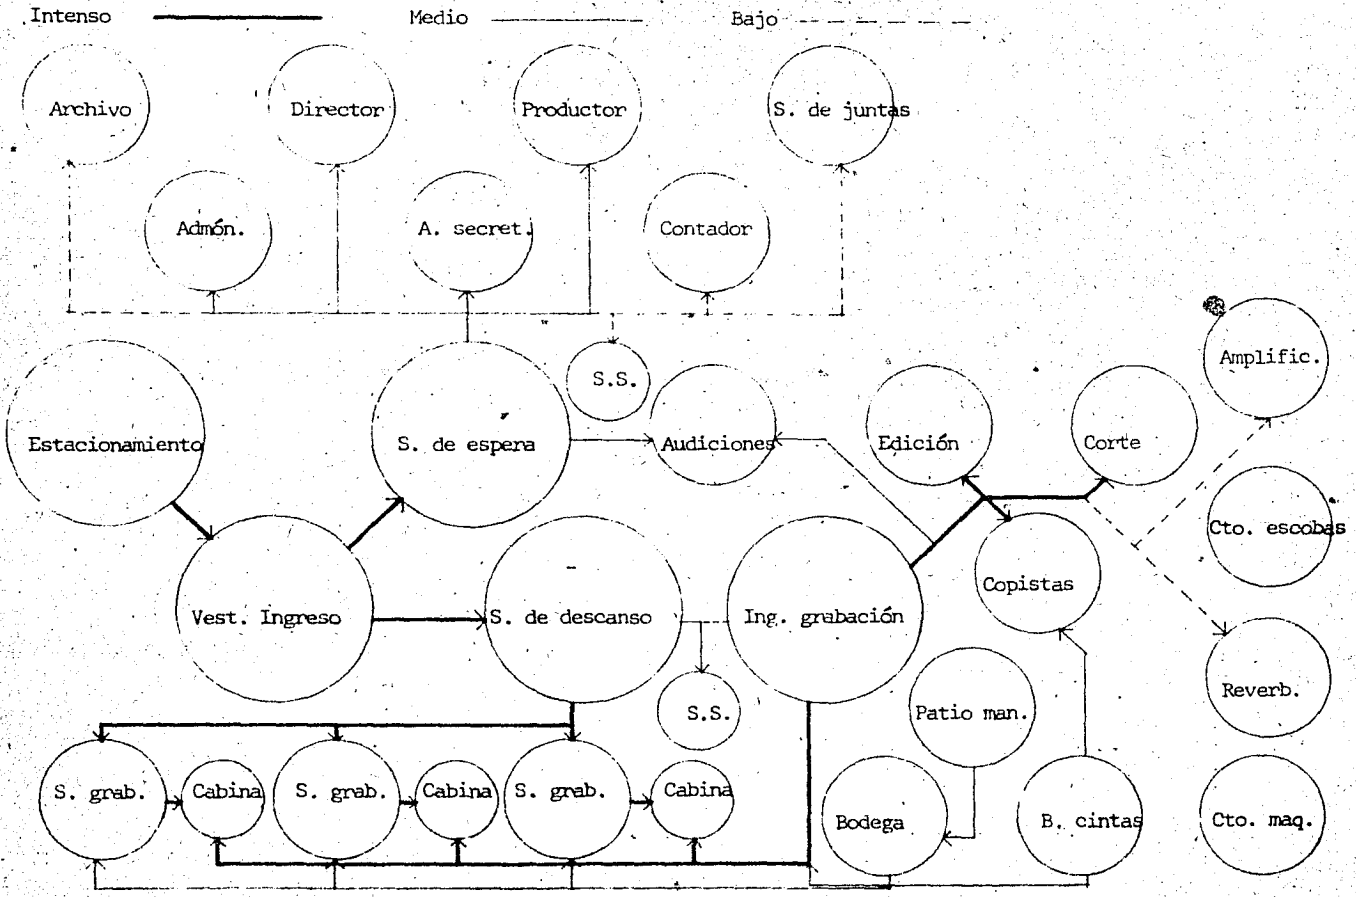 Intenso Medio Bajo
Archivo Director Productor S. de juntas
Admón. A. secret. Contador
Amplific.
S.S.
Estacionamiento S. de espera Audiciones Edición Corte
Cto. escobas
Copistas
Vest. Ingreso S. de descanso Ing. grabación
Reverb.
S.S. Patio man.
S. grab. Cabina S. grab. Cabina S. grab. Cabina
Bodega B. cintas Cto. maq.